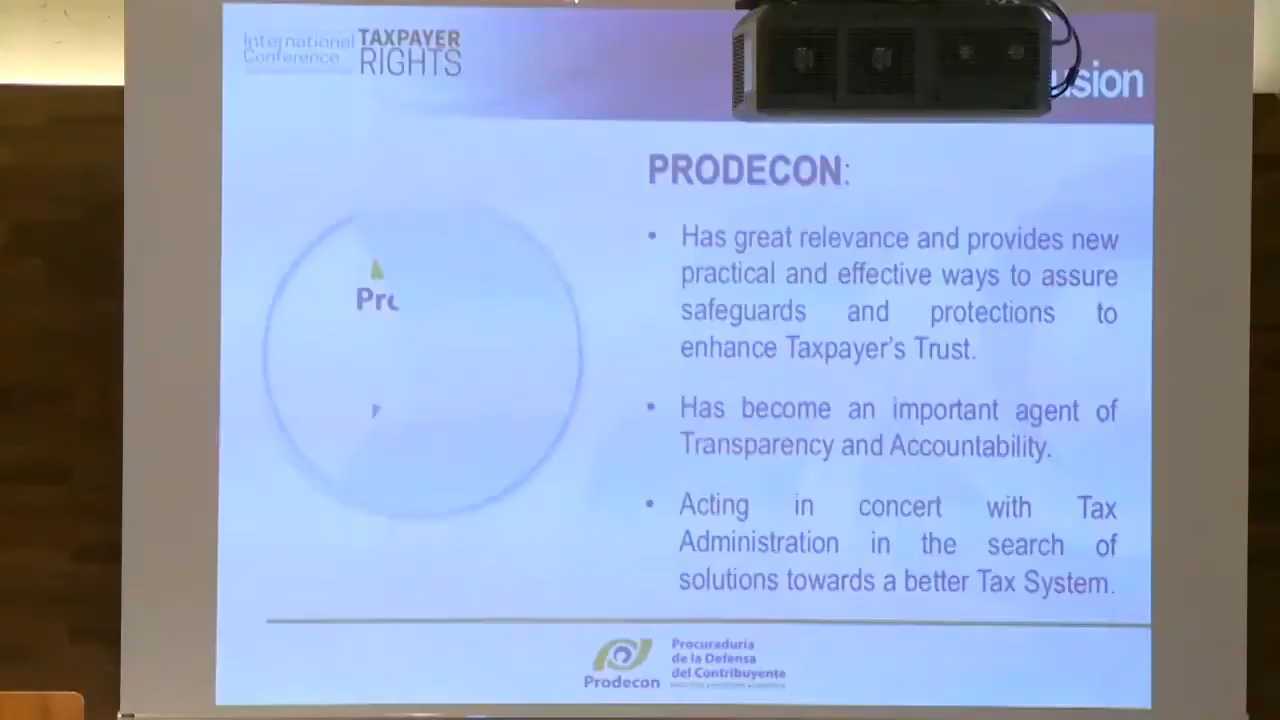 International TAXPAYER
Conference RIGHTS
usion
PRODECON:
• Has great relevance and provides new
practical and effective ways to assure
safeguards and protections to
enhance Taxpayer's Trust.
Prc
• Has become an important agent of
Transparency and Accountability.
• Acting in concert with Tax
Administration in the search of
solutions towards a better Tax System.
Prodecon
Procuraduría
de la Defensa
del Contribuyente